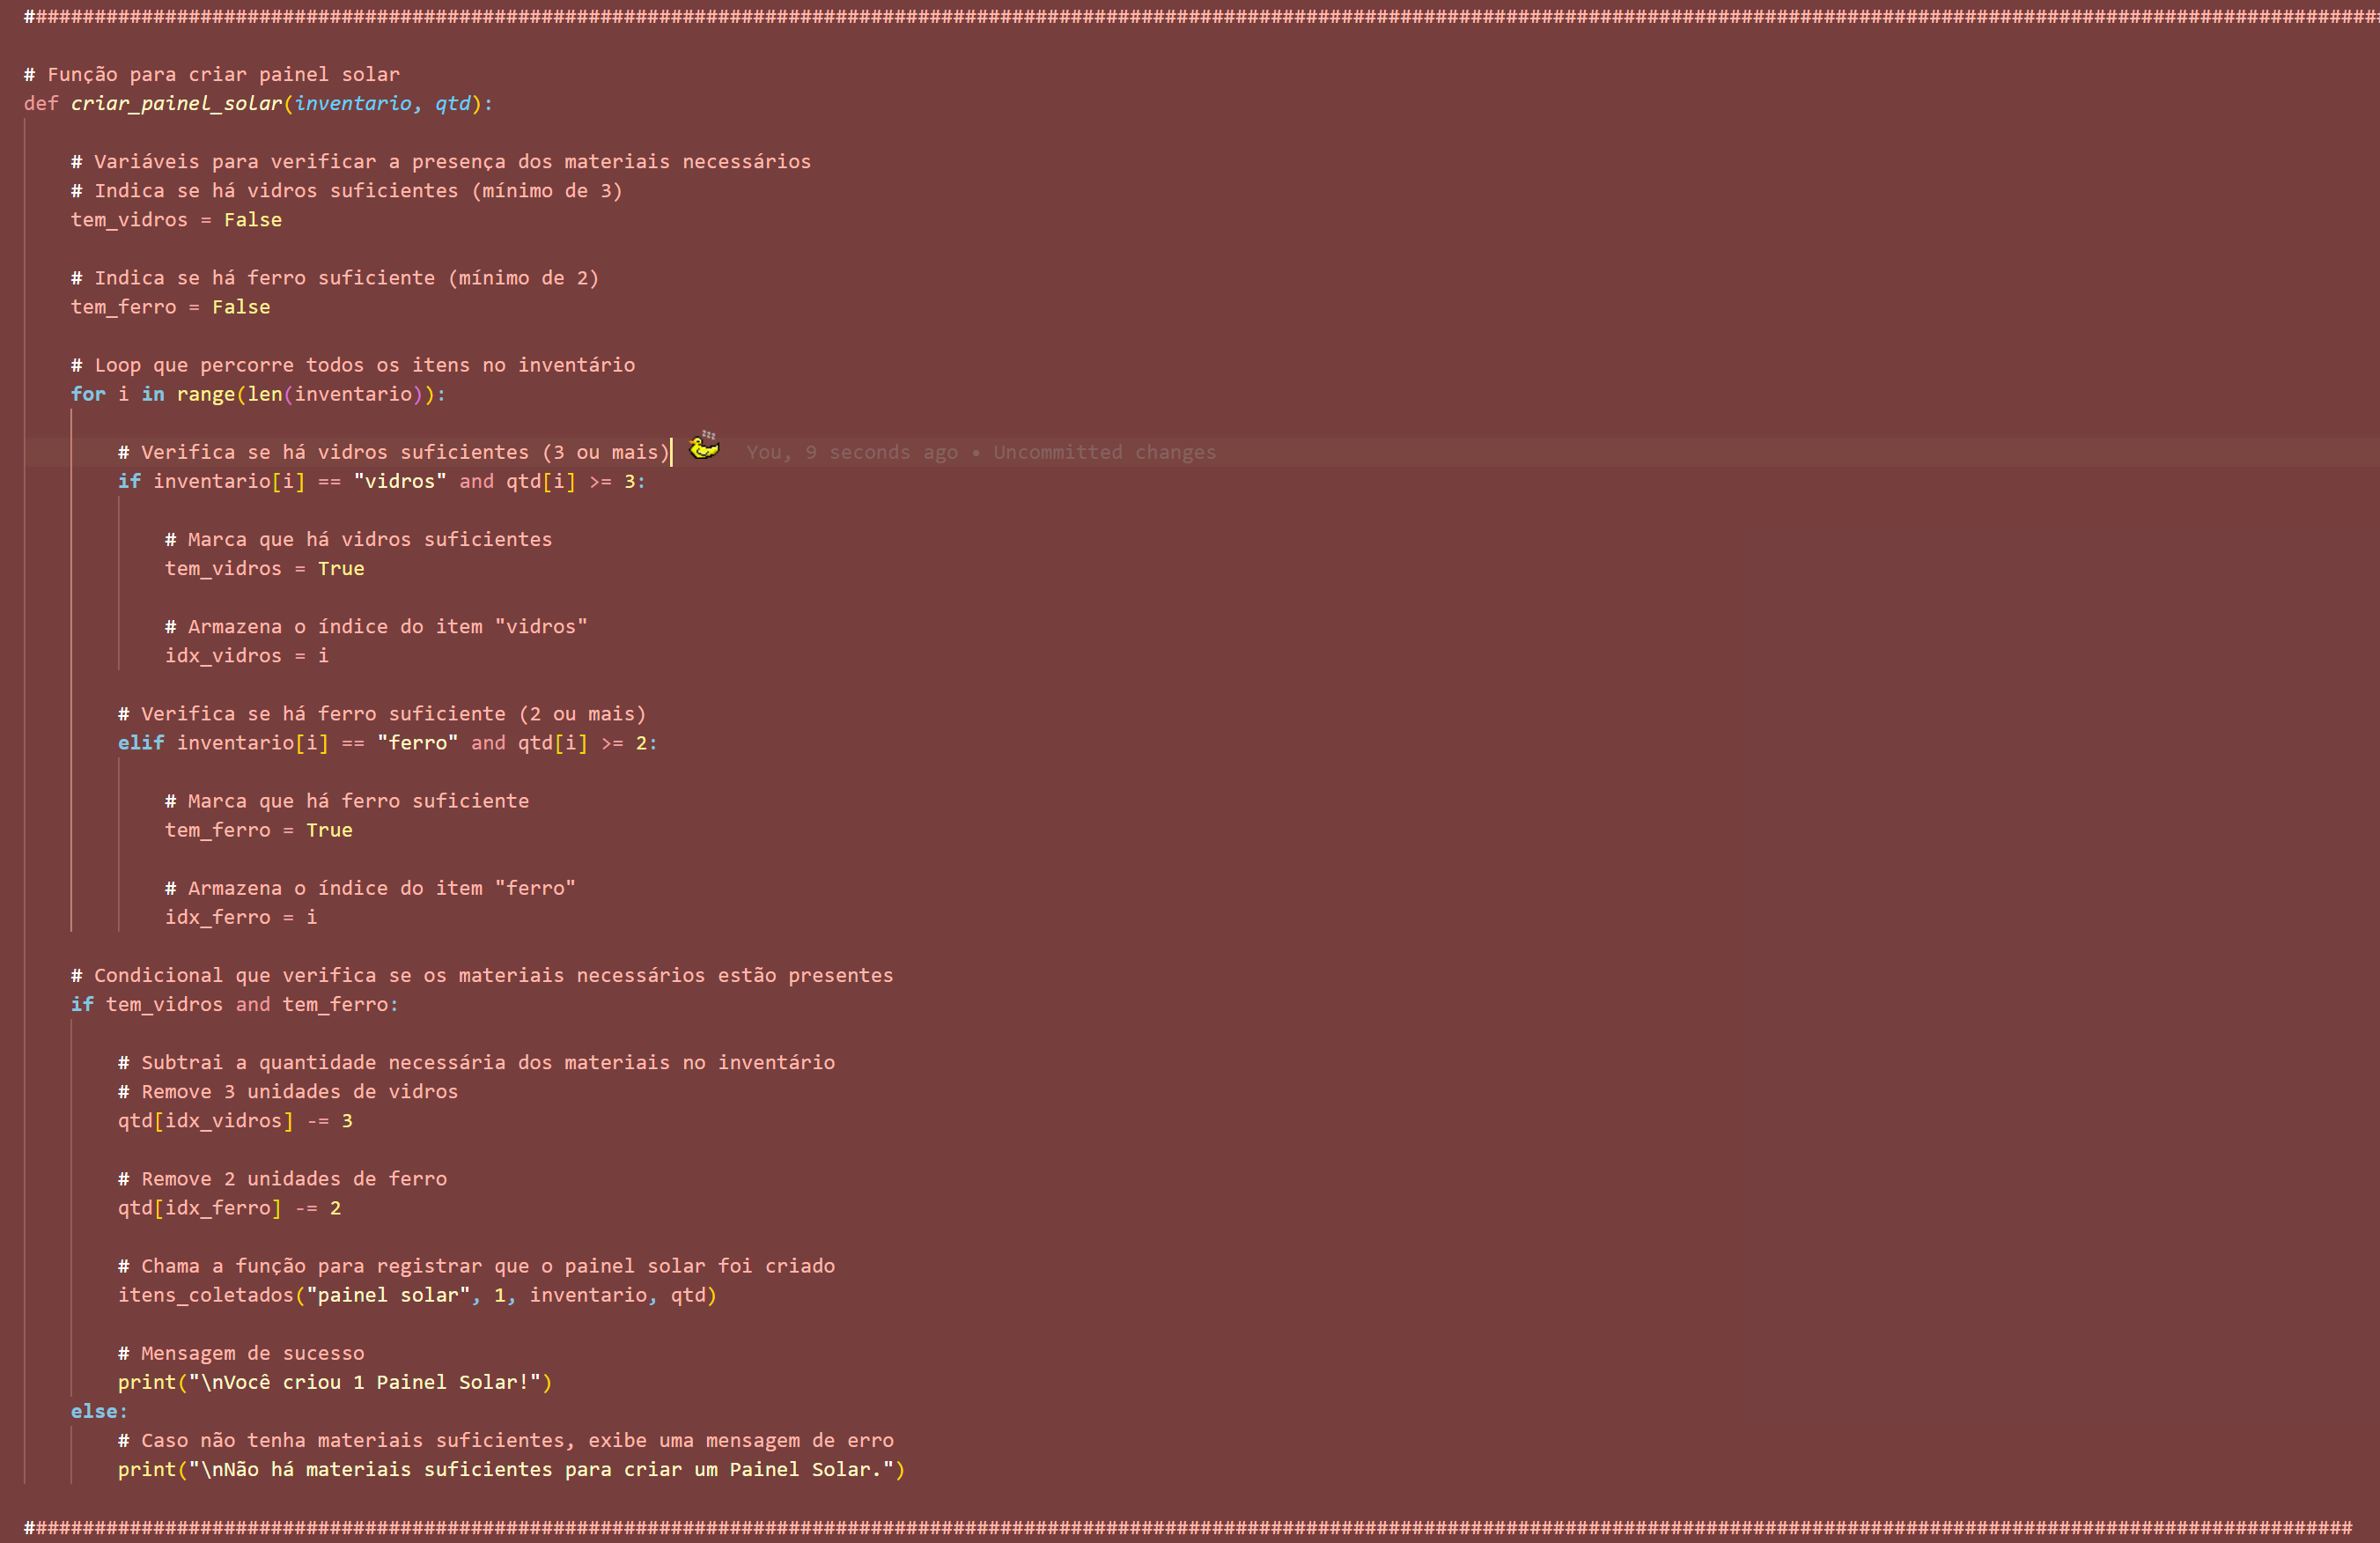 ####################################################################################################################################################################################################
# Função para criar painel solar
def criar_painel_solar(inventario, qtd):
# Variáveis para verificar a presença dos materiais necessários
# Indica se há vidros suficientes (mínimo de 3)
tem_vidros = False
# Indica se há ferro suficiente (mínimo de 2)
tem_ferro = False
# Loop que percorre todos os itens no inventário
for i in range(len(inventario)):
# Verifica se há vidros suficientes (3 ou mais) You, 9 seconds ago • Uncommitted changes
if inventario[i] == "vidros" and qtd[i] >= 3:
# Marca que há vidros suficientes
tem_vidros = True
# Armazena o índice do item "vidros"
idx_vidros = i
# Verifica se há ferro suficiente (2 ou mais)
elif inventario[i] == "ferro" and qtd[i] >= 2:
# Marca que há ferro suficiente
tem_ferro = True
# Armazena o índice do item "ferro"
idx_ferro = i
# Condicional que verifica se os materiais necessários estão presentes
if tem_vidros and tem_ferro:
# Subtrai a quantidade necessária dos materiais no inventário
# Remove 3 unidades de vidros
qtd[idx_vidros] -= 3
# Remove 2 unidades de ferro
qtd[idx_ferro] -= 2
# Chama a função para registrar que o painel solar foi criado
itens_coletados("painel solar", 1, inventario, qtd)
# Mensagem de sucesso
print("\nVocê criou 1 Painel Solar!")
else:
# Caso não tenha materiais suficientes, exibe uma mensagem de erro
print("\nNão há materiais suficientes para criar um Painel Solar.")
######################################################################################################################################################################################################